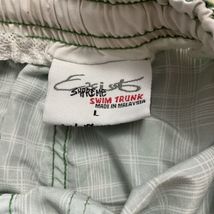 Exist
SUPREME
SWIM TRUNK
MADE IN MALAYSIA
L